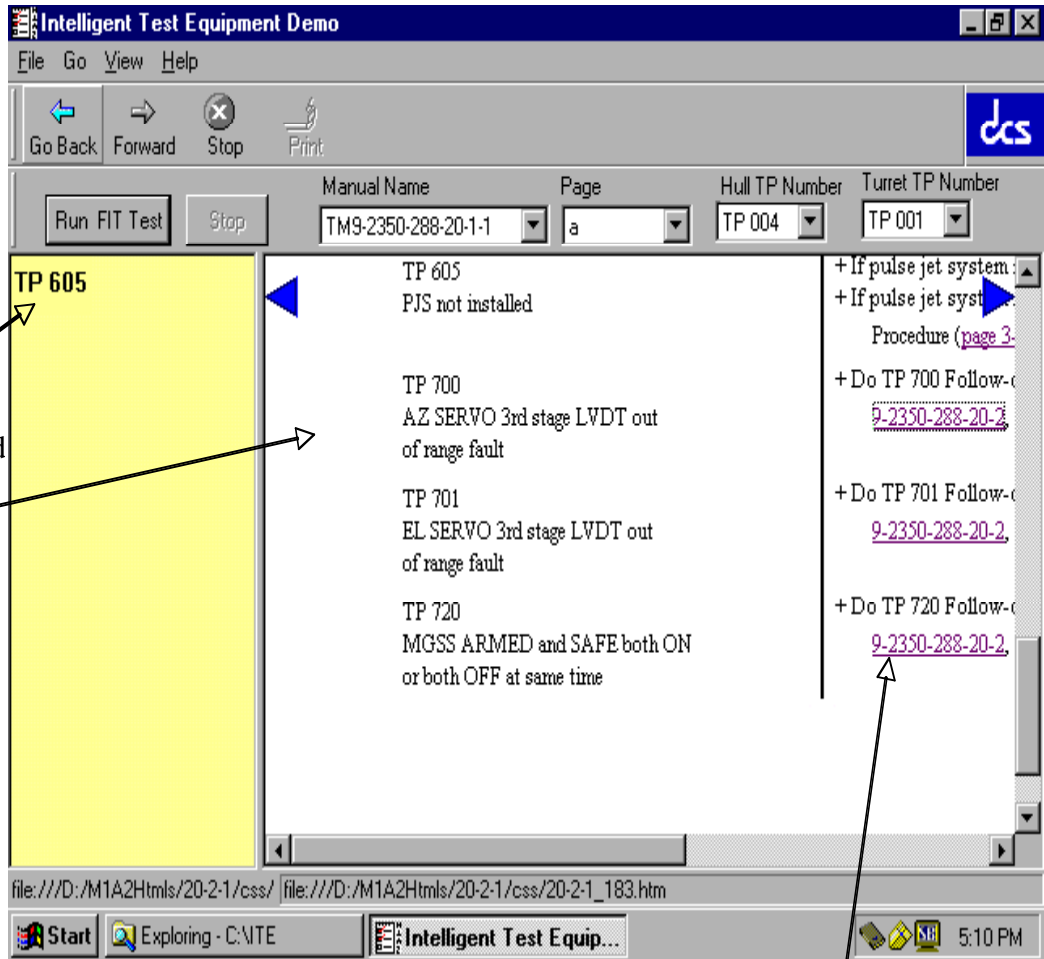 Intelligent Test Equipment Demo
File Go View Help
Go Back Forward Stop Print
dcs
Manual Name Page Hull TP Number Turret TP Number
Run FIT Test Stop TM9-2350-288-20-1-1 a TP 004 TP 001
TP 605
TP 605
PJS not installed
+ If pulse jet system
+ If pulse jet syst
Procedure (page 3-
TP 700
AZ SERVO 3rd stage LVDT out
of range fault
+ Do TP 700 Follow-
9-2350-288-20-2,
TP 701
EL SERVO 3rd stage LVDT out
of range fault
+ Do TP 701 Follow-
9-2350-288-20-2,
TP 720
MGSS ARMED and SAFE both ON
or both OFF at same time
+ Do TP 720 Follow-
9-2350-288-20-2,
file:///D:/M1A2Htmls/20-2-1/css/ file:///D:/M1A2Htmls/20-2-1/css/20-2-1_183.htm
Start Exploring - C:\ITE Intelligent Test Equip... 5:10 PM